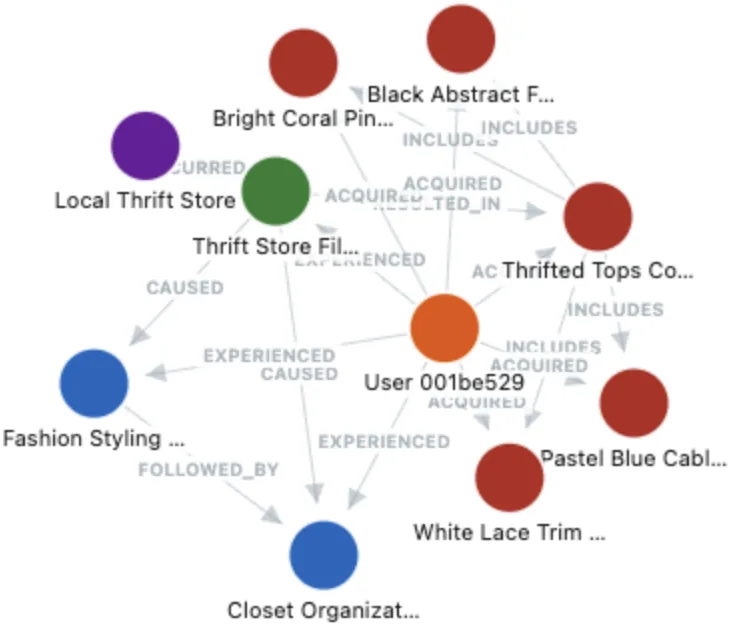 Black Abstract F...
Bright Coral Pin...
INCLUDES
INCLUDES
Local Thrift Store
ACQUIRED
ACQUIRED
Thrift Store Fil...
EXPERIENCED
Thrifted Tops Co...
CAUSED
INCLUDES
EXPERIENCED
CAUSED
INCLUDES
ACQUIRED
User 001be529
ACQUIRED
Fashion Styling ...
EXPERIENCED
Pastel Blue Cabl...
FOLLOWED_BY
White Lace Trim ...
Closet Organizat...